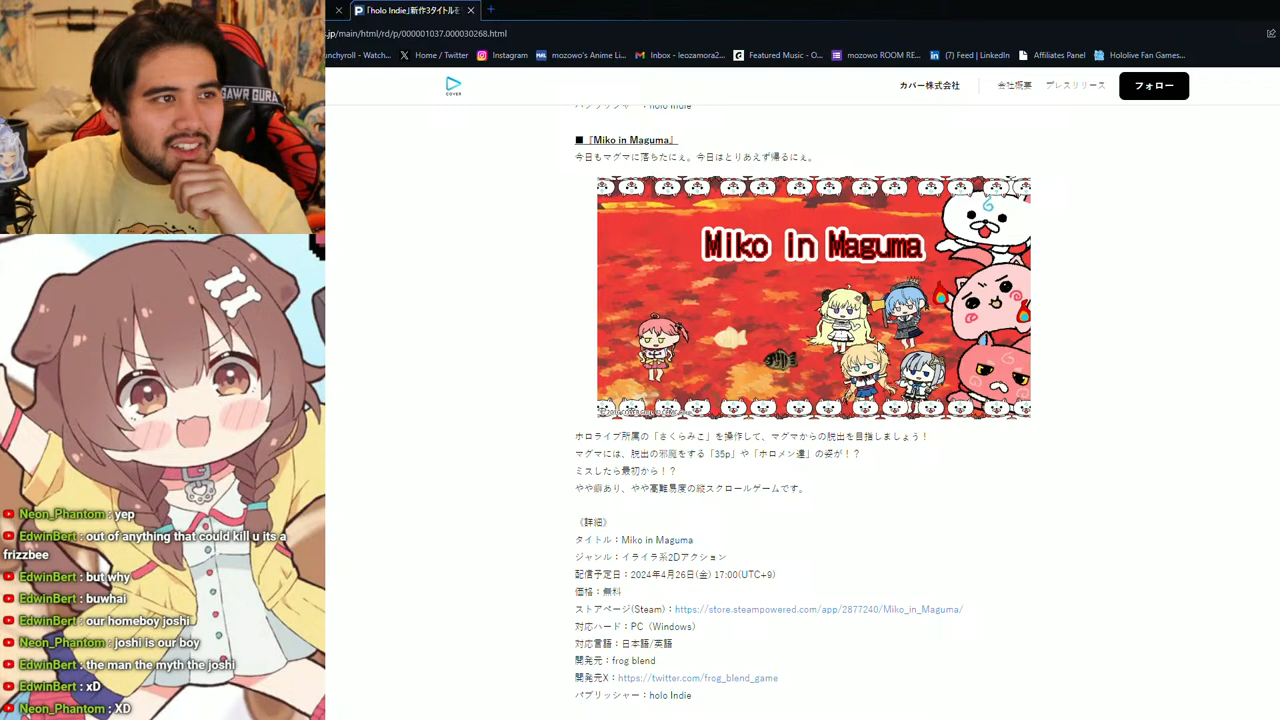 「holo Indie」新作3タイトルを
.jp/main/html/rd/p/000001037.000030268.html
unchyroll - Watch...
Home / Twitter
Instagram
mozowo's Anime Li...
Inbox - leozamora2...
Featured Music - O...
mozowo ROOM RE...
(7) Feed | LinkedIn
Affiliates Panel
Hololive Fan Games...
GAWR GURA
COVER
カバー株式会社
会社概要
プレスリリース
フォロー
パブリッシャー：holo Indie
■『Miko in Maguma』
今日もマグマに落ちたにぇ。今日はとりあえず帰るにぇ。
Miko in Maguma
ホロライブ所属の「さくらみこ」を操作して、マグマからの脱出を目指しましょう！
マグマには、脱出の邪魔をする「35p」や「ホロメン達」の姿が！？
ミスしたら最初から！？
やや癖あり、やや高難易度の縦スクロールゲームです。
《詳細》
タイトル：Miko in Maguma
ジャンル：イライラ系2Dアクション
配信予定日：2024年4月26日(金) 17:00(UTC+9)
価格：無料
ストアページ(Steam)：https://store.steampowered.com/app/2877240/Miko_in_Maguma/
対応ハード：PC（Windows）
対応言語：日本語/英語
開発元：frog blend
開発元X：https://twitter.com/frog_blend_game
パブリッシャー：holo Indie
Neon_Phantom : yep
EdwinBert : out of anything that could kill u its a
frizzbee
EdwinBert : but why
EdwinBert : buwhai
EdwinBert : our homeboy joshi
Neon_Phantom : joshi is our boy
EdwinBert : the man the myth the joshi
EdwinBert : xD
Neon_Phantom : XD